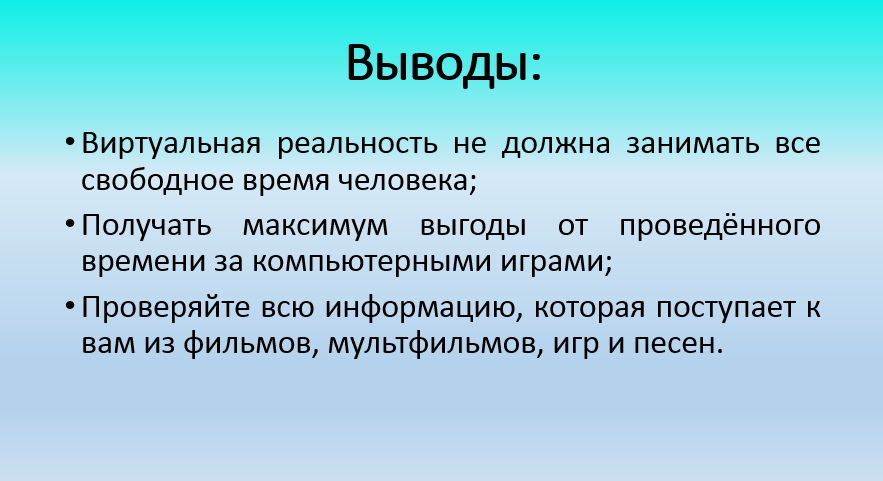 Выводы:
• Виртуальная реальность не должна занимать все
свободное время человека;
• Получать максимум выгоды от проведённого
времени за компьютерными играми;
• Проверяйте всю информацию, которая поступает к
вам из фильмов, мультфильмов, игр и песен.